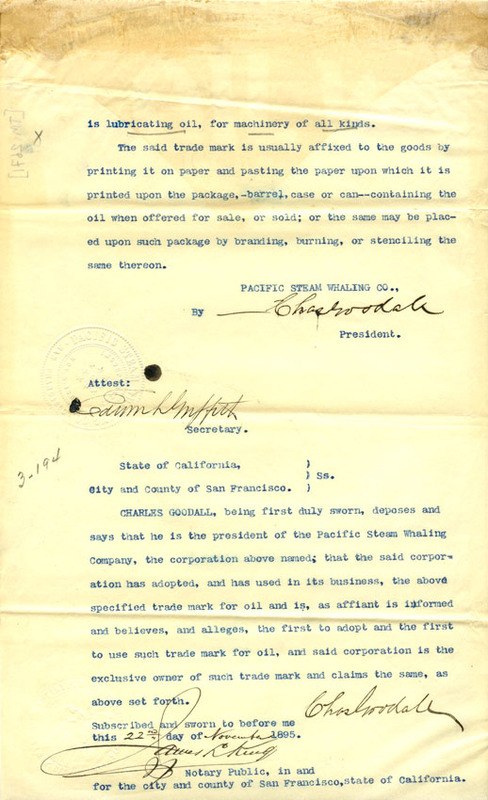 is lubricating oil, for machinery of all kinds.
The said trade mark is usually affixed to the goods by
printing it on paper and pasting the paper upon which it is
printed upon the package,-barrel,case or can--containing the
oil when offered for sale, or sold; or the same may be plac-
ed upon such package by branding, burning, or stenciling the
same thereon.
PACIFIC STEAM WHALING CO.,
By Chas Goodall
President.
Attest:
Edwin L Griffith
Secretary.
3-194
State of California, )
) Ss.
City and County of San Francisco. )
CHARLES GOODALL, being first duly sworn, deposes and
says that he is the president of the Pacific Steam Whaling
Company, the corporation above named; that the said corpor-
ation has adopted, and has used in its business, the above
specified trade mark for oil and is, as affiant is informed
and believes, and alleges, the first to adopt and the first
to use such trade mark for oil, and said corporation is the
exclusive owner of such trade mark and claims the same, as
above set forth.
Chas Goodall
Subscribed and sworn to before me
this 22nd day of November 1895.
James L. King
Notary Public, in and
for the city and county of San Francisco,state of California.